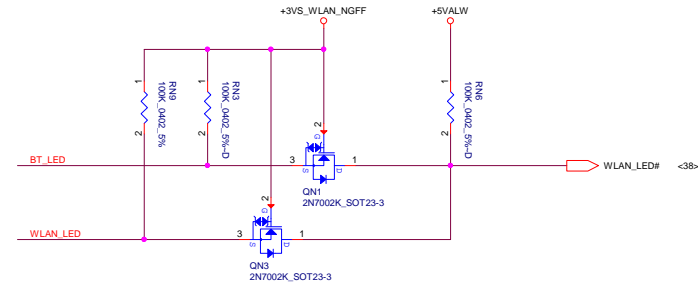 +3VS_WLAN_NGFF
+5VALW
1
RN9
100K_0402_5%
2
1
RN3
100K_0402_5%~D
2
1
RN6
100K_0402_5%~D
2
2
G
BT_LED
3
S
D
1
WLAN_LED#
<38>
QN1
2N7002K_SOT23-3
2
G
WLAN_LED
3
S
D
1
QN3
2N7002K_SOT23-3